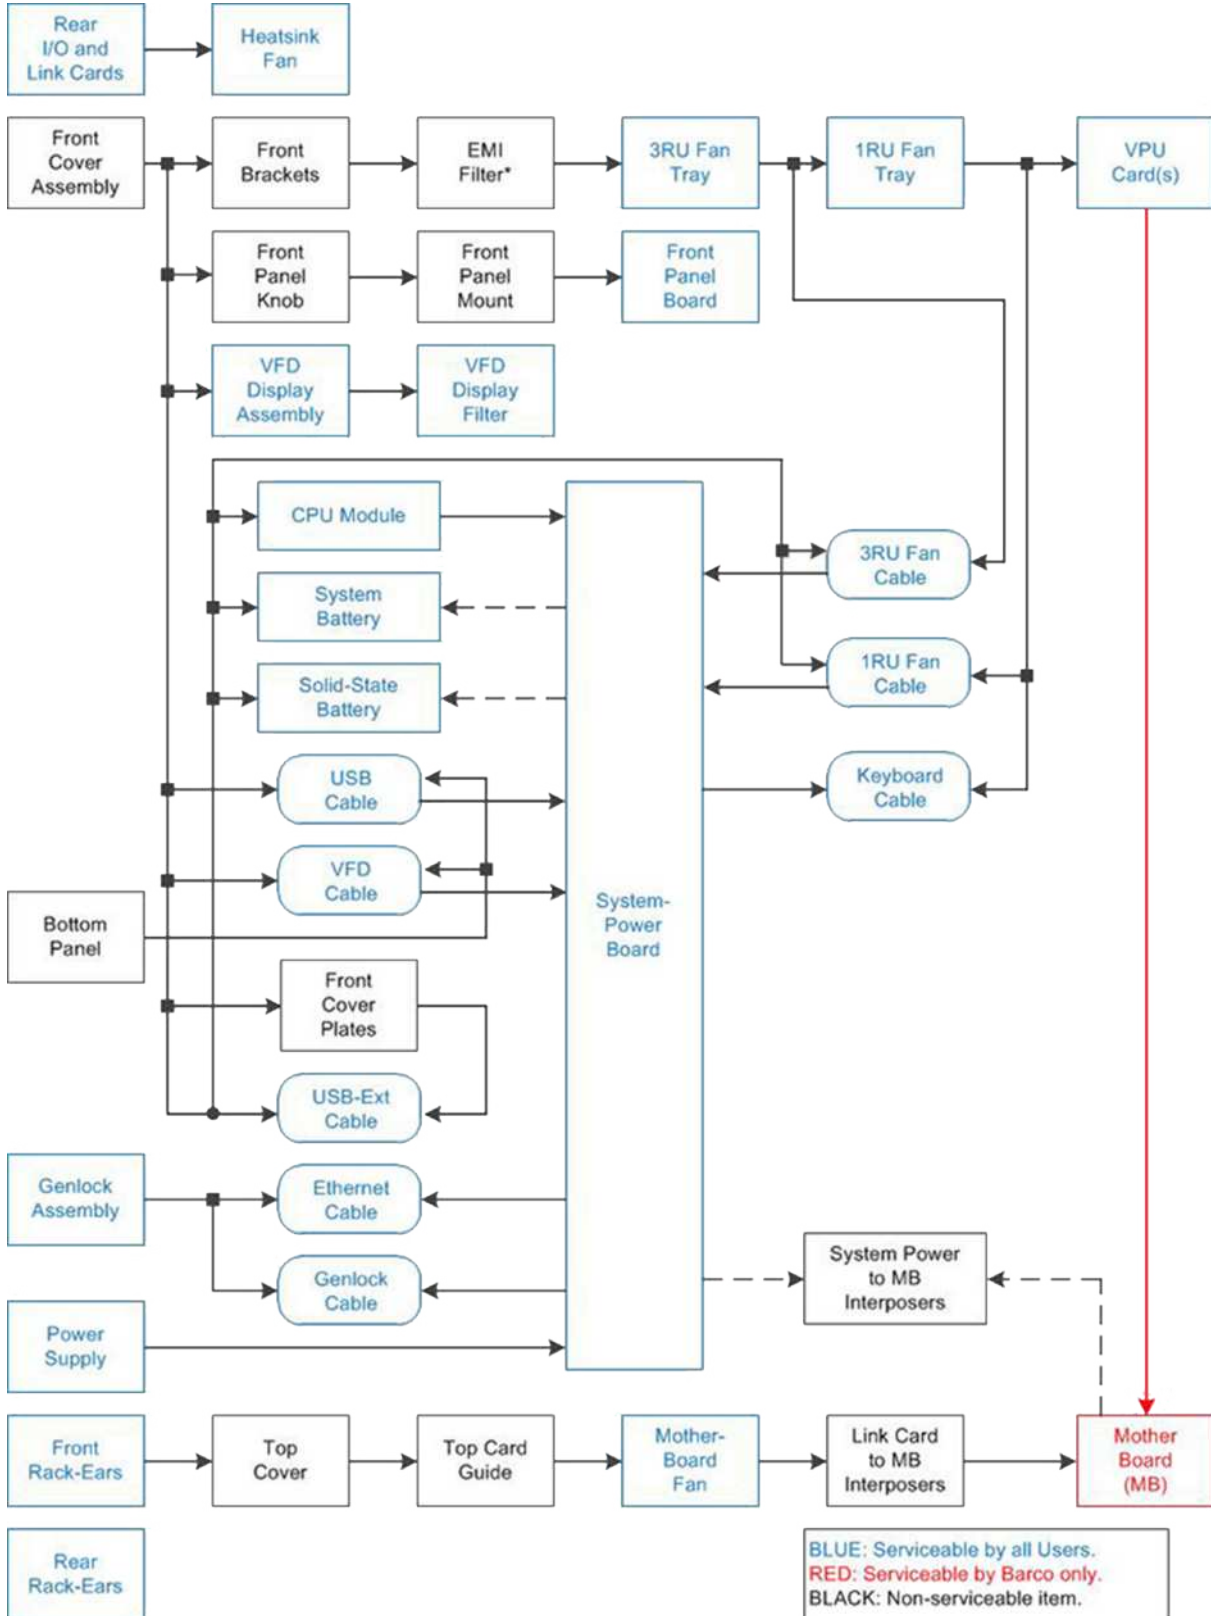 Rear
I/O and
Link Cards
Heatsink
Fan
Front
Cover
Assembly
Front
Brackets
EMI
Filter*
3RU Fan
Tray
1RU Fan
Tray
VPU
Card(s)
Front
Panel
Knob
Front
Panel
Mount
Front
Panel
Board
VFD
Display
Assembly
VFD
Display
Filter
CPU Module
System
Battery
Solid-State
Battery
USB
Cable
VFD
Cable
Bottom
Panel
Front
Cover
Plates
USB-Ext
Cable
System-
Power
Board
3RU Fan
Cable
1RU Fan
Cable
Keyboard
Cable
Genlock
Assembly
Ethernet
Cable
Genlock
Cable
Power
Supply
System Power
to MB
Interposers
Front
Rack-Ears
Top
Cover
Top Card
Guide
Mother-
Board
Fan
Link Card
to MB
Interposers
Mother
Board
(MB)
Rear
Rack-Ears
BLUE: Serviceable by all Users.
RED: Serviceable by Barco only.
BLACK: Non-serviceable item.